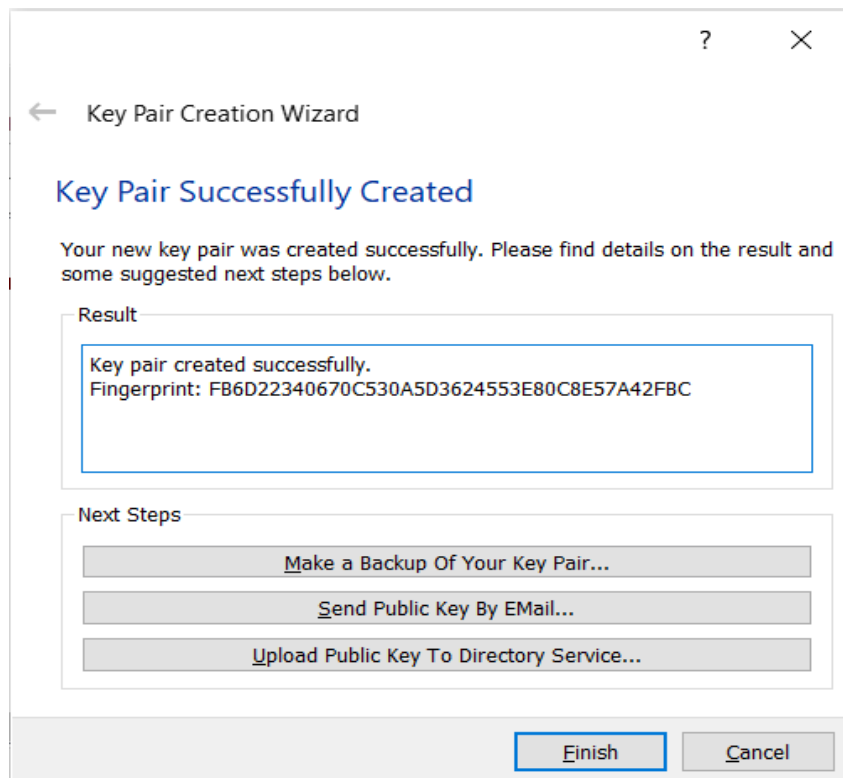 ?
Key Pair Creation Wizard
Key Pair Successfully Created
Your new key pair was created successfully. Please find details on the result and
some suggested next steps below.
Result
Key pair created successfully.
Fingerprint: FB6D22340670C530A5D3624553E80C8E57A42FBC
Next Steps
Make a Backup Of Your Key Pair...
Send Public Key By EMail...
Upload Public Key To Directory Service...
Finish Cancel